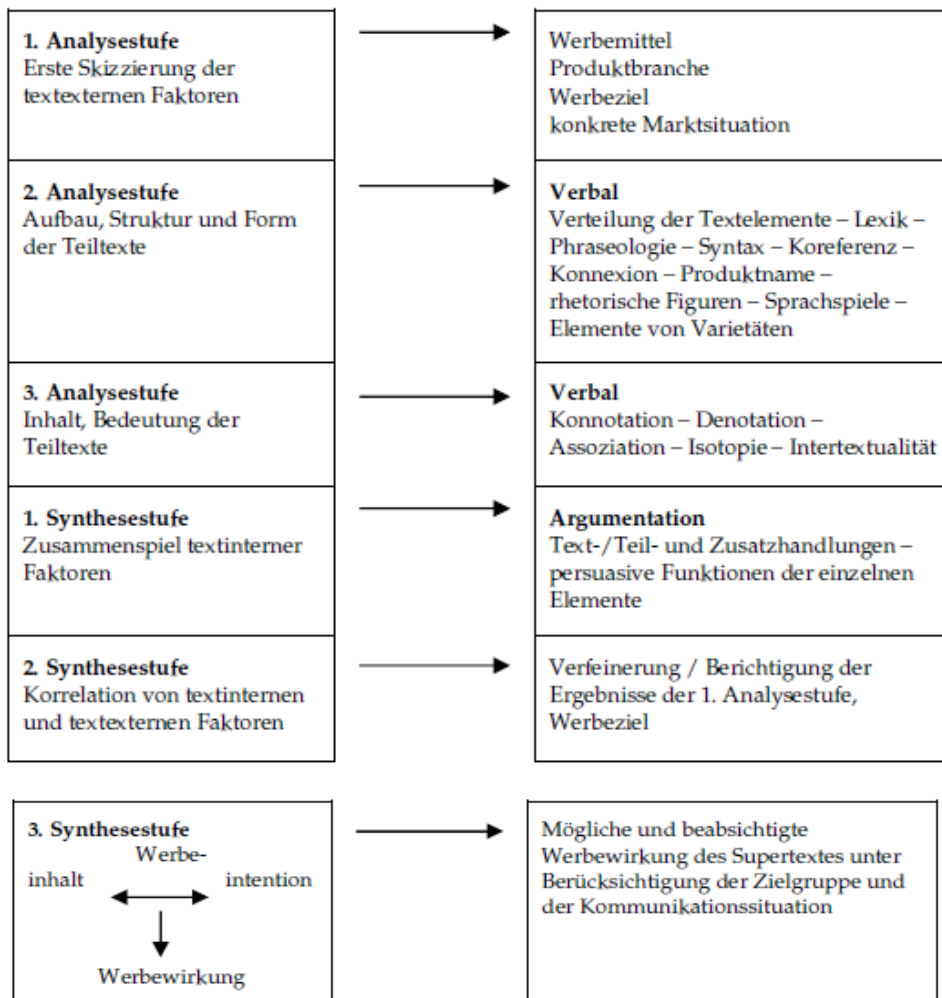 1. Analysestufe
Erste Skizzierung der
textexternen Faktoren
Werbemittel
Produktbranche
Werbeziel
konkrete Marktsituation
2. Analysestufe
Aufbau, Struktur und Form
der Teiltexte
Verbal
Verteilung der Textelemente – Lexik –
Phraseologie – Syntax – Koreferenz –
Konnexion – Produktname –
rhetorische Figuren – Sprachspiele –
Elemente von Varietäten
3. Analysestufe
Inhalt, Bedeutung der
Teiltexte
Verbal
Konnotation – Denotation –
Assoziation – Isotopie – Intertextualität
1. Synthesestufe
Zusammenspiel textinterner
Faktoren
Argumentation
Text-/Teil- und Zusatzhandlungen –
persuasive Funktionen der einzelnen
Elemente
2. Synthesestufe
Korrelation von textinternen
und textexternen Faktoren
Verfeinerung / Berichtigung der
Ergebnisse der 1. Analysestufe,
Werbeziel
3. Synthesestufe
Werbe-
inhalt intention
Werbewirkung
Mögliche und beabsichtigte
Werbewirkung des Supertextes unter
Berücksichtigung der Zielgruppe und
der Kommunikationssituation